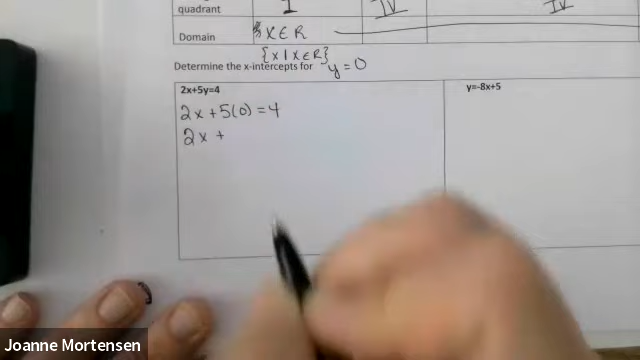 quadrant I IV IV
Domain X ∈ R
{x | x ∈ R}
Determine the x-intercepts for y = 0
2x+5y=4
y=-8x+5
2x + 5(0) = 4
2x +
Joanne Mortensen